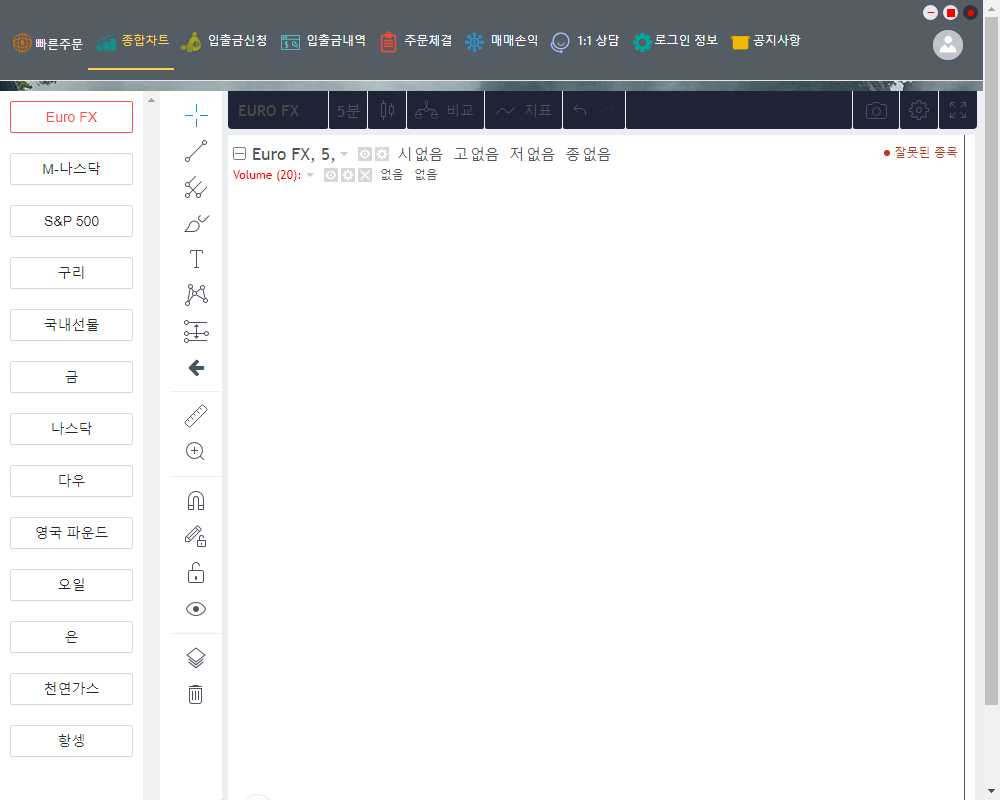 빠른주문 종합차트 입출금신청 입출금내역 주문체결 매매손익 1:1 상담 로그인 정보 공지사항
Euro FX
M-나스닥
S&P 500
구리
국내선물
금
나스닥
다우
영국 파운드
오일
은
천연가스
항셍
EURO FX 5분 비교 지표
Euro FX, 5, 시없음 고없음 저없음 종없음 잘못된 종목
Volume (20): 없음 없음